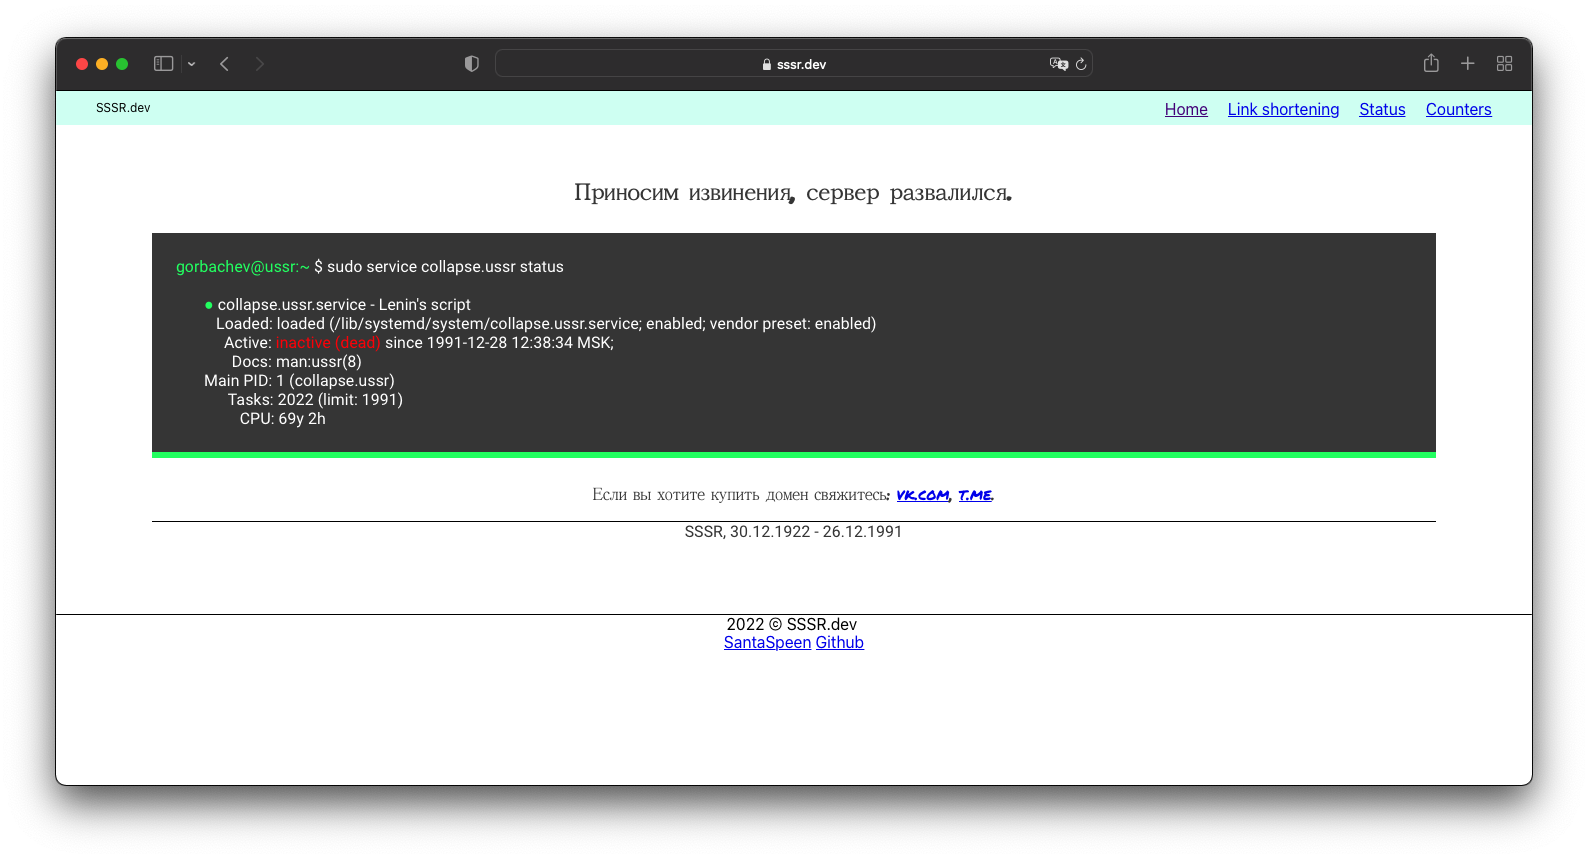 sssr.dev
SSSR.dev
Home Link shortening Status Counters
Приносим извинения, сервер развалился.
gorbachev@ussr:~ $ sudo service collapse.ussr status
● collapse.ussr.service - Lenin's script
Loaded: loaded (/lib/systemd/system/collapse.ussr.service; enabled; vendor preset: enabled)
Active: inactive (dead) since 1991-12-28 12:38:34 MSK;
Docs: man:ussr(8)
Main PID: 1 (collapse.ussr)
Tasks: 2022 (limit: 1991)
CPU: 69y 2h
Если вы хотите купить домен свяжитесь: VK.COM, T.ME.
SSSR, 30.12.1922 - 26.12.1991
2022 © SSSR.dev
SantaSpeen Github